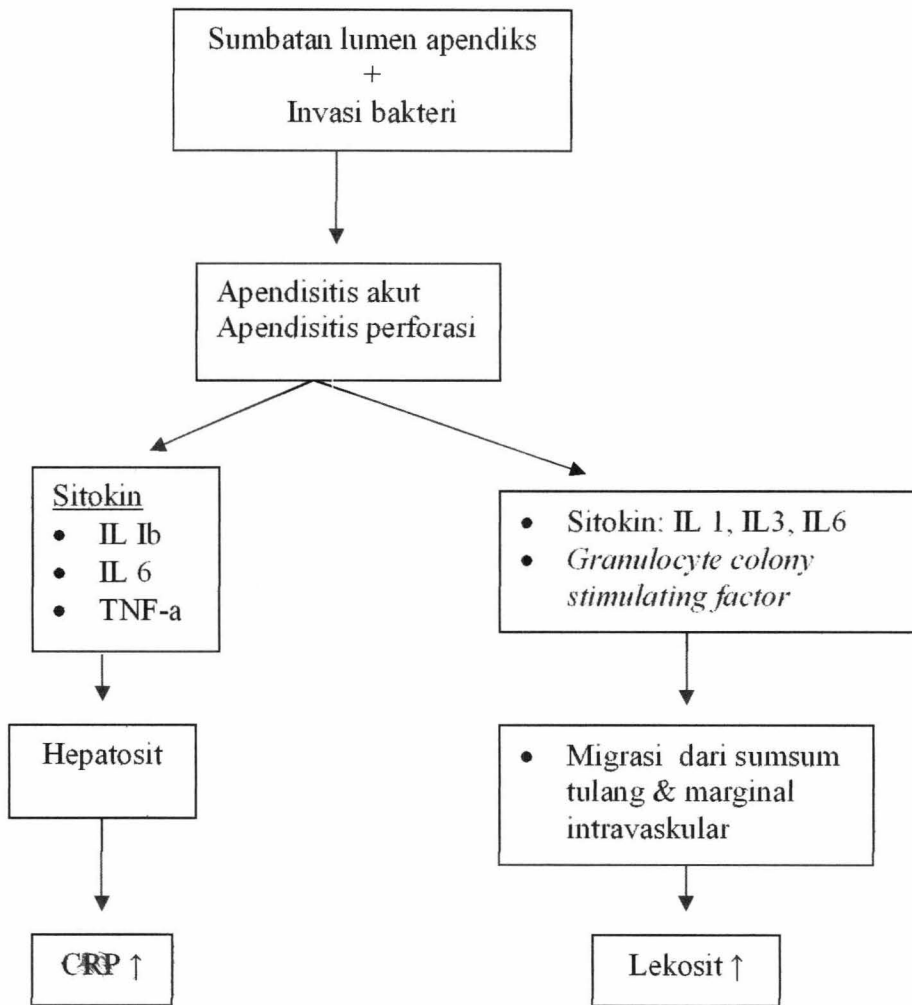 Sumbatan lumen apendiks
+
Invasi bakteri
Apendisitis akut
Apendisitis perforasi
Sitokin
• IL Ib
• IL 6
• TNF-a
• Sitokin: IL 1, IL3, IL6
• Granulocyte colony
stimulating factor
Hepatosit
• Migrasi dari sumsum
tulang & marginal
intravaskular
CRP ↑
Lekosit ↑